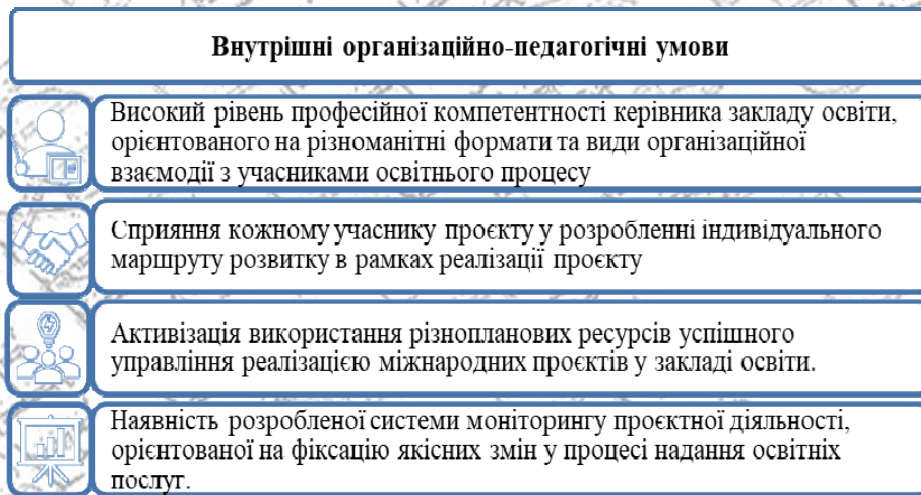 Внутрішні організаційно-педагогічні умови
Високий рівень професійної компетентності керівника закладу освіти,
орієнтованого на різноманітні формати та види організаційної
взаємодії з учасниками освітнього процесу
Сприяння кожному учаснику проєкту у розробленні індивідуального
маршруту розвитку в рамках реалізації проєкту
Активізація використання різнопланових ресурсів успішного
управління реалізацією міжнародних проєктів у закладі освіти.
Наявність розробленої системи моніторингу проєктної діяльності,
орієнтованої на фіксацію якісних змін у процесі надання освітніх
послуг.